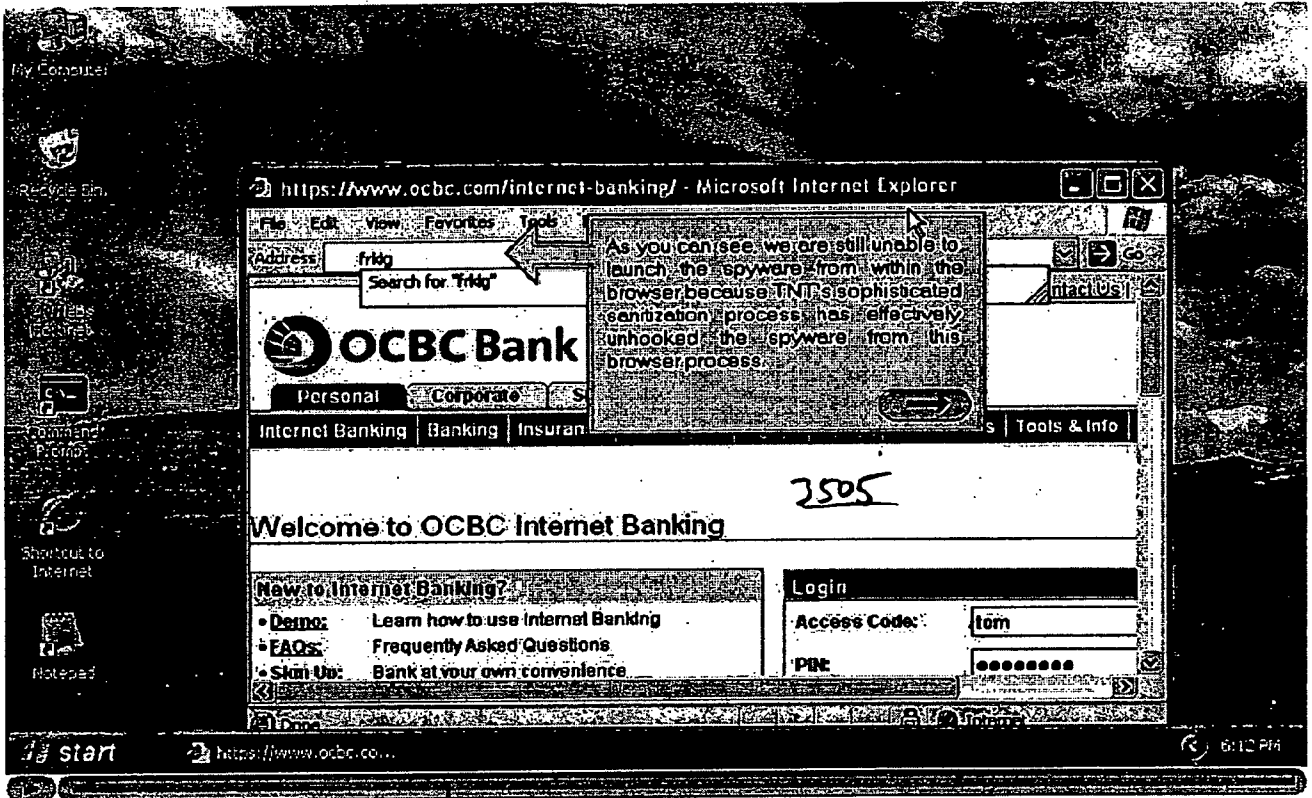 My Computer
Recycle Bin
https://www.ocbc.com/internet-banking/ - Microsoft Internet Explorer
File Edit View Favorites Tools
Address frklg Go
Search for "frklg"
As you can see, we are still unable to
launch the spyware from within the
browser because TNT's sophisticated
sanitization process has effectively
unhooked the spyware from this
browser process.
ntact Us |
OCBC Bank
Personal Corporate S
Internet Banking Banking Insuran s Tools & Info
Command
Prompt
3505
Welcome to OCBC Internet Banking
Shortcut to
Internet
New to Internet Banking?
• Demo: Learn how to use Internet Banking
• FAQs: Frequently Asked Questions
• Sign Up: Bank at your own convenience
Login
Access Code: tom
PIN: ●●●●●●●●
Notepad
Done Internet
start https://www.ocbc.co... 6:12 PM